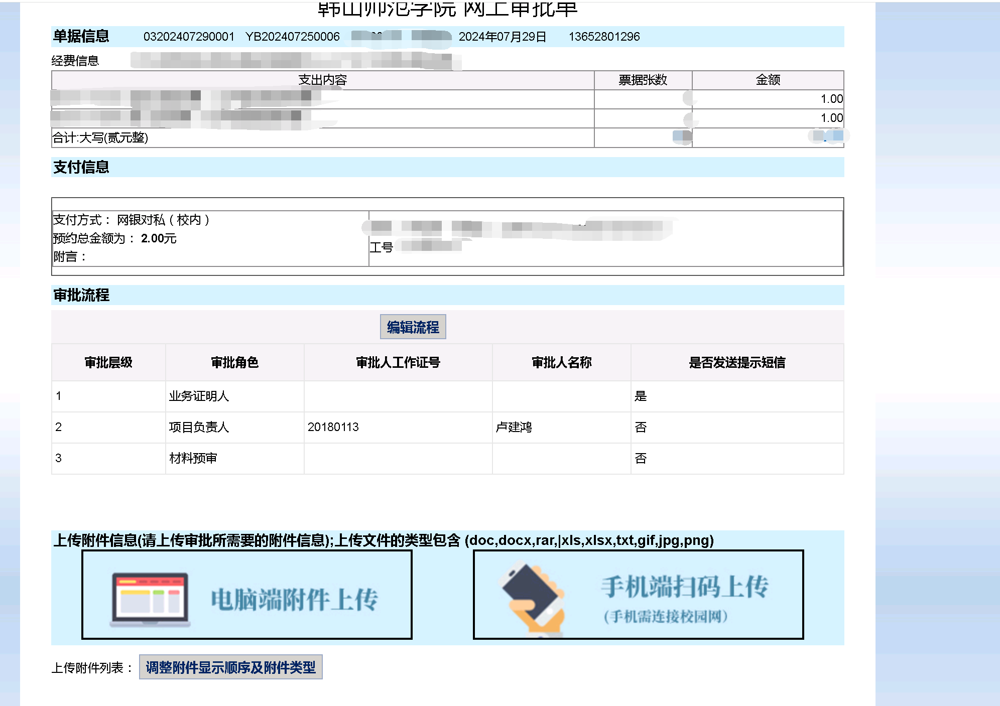 韩山师范学院 网上审批单
单据信息 03202407290001 YB202407250006 2024年07月29日 13652801296
经费信息
支出内容 票据张数 金额
1.00
1.00
合计:大写(贰元整)
支付信息
支付方式： 网银对私（校内）
预约总金额为： 2.00元
附言：
工号
审批流程
编辑流程
审批层级 审批角色 审批人工作证号 审批人名称 是否发送提示短信
1 业务证明人 是
2 项目负责人 20180113 卢建鸿 否
3 材料预审 否
上传附件信息(请上传审批所需要的附件信息);上传文件的类型包含 (doc,docx,rar,|xls,xlsx,txt,gif,jpg,png)
电脑端附件上传
手机端扫码上传
(手机需连接校园网)
上传附件列表： 调整附件显示顺序及附件类型